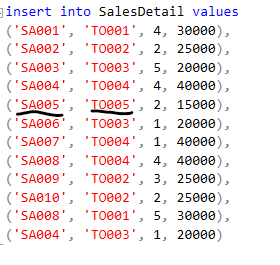 insert into SalesDetail values
('SA001', 'TO001', 4, 30000),
('SA002', 'TO002', 2, 25000),
('SA003', 'TO003', 5, 20000),
('SA004', 'TO004', 4, 40000),
('SA005', 'TO005', 2, 15000),
('SA006', 'TO003', 1, 20000),
('SA007', 'TO004', 1, 40000),
('SA008', 'TO004', 4, 40000),
('SA009', 'TO002', 3, 25000),
('SA010', 'TO002', 2, 25000),
('SA008', 'TO001', 5, 30000),
('SA004', 'TO003', 1, 20000)